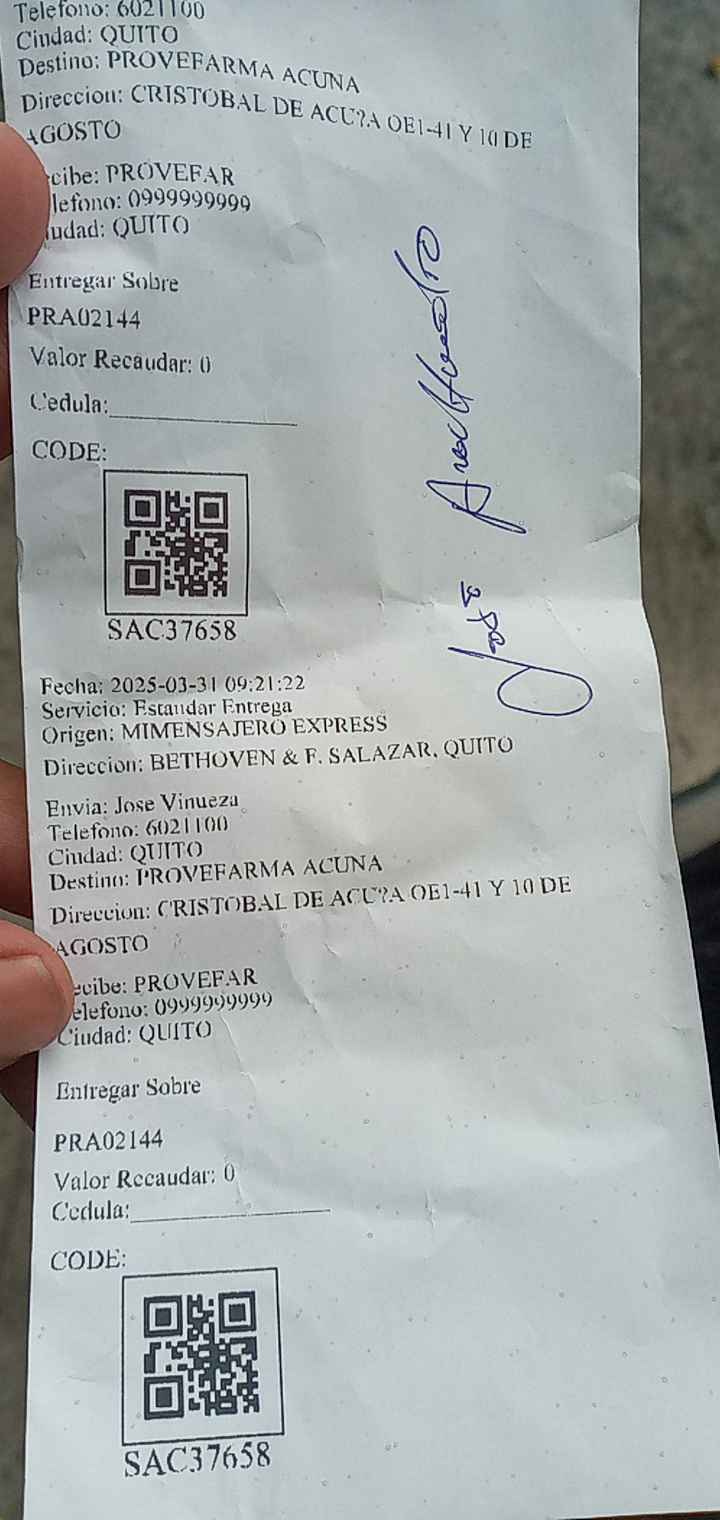 Telefono: 6021100
Ciudad: QUITO
Destino: PROVEFARMA ACUNA
Direccion: CRISTOBAL DE ACU?A OE1-41 Y 10 DE
AGOSTO
cibe: PROVEFAR
lefono: 0999999999
iudad: QUITO
Entregar Sobre
PRA02144
Valor Recaudar: 0
Cedula:
CODE:
SAC37658
José
Fecha: 2025-03-31 09:21:22
Servicio: Estandar Entrega
Origen: MIMENSAJERO EXPRESS
Direccion: BETHOVEN & F. SALAZAR, QUITO
Envia: Jose Vinueza
Telefono: 6021100
Ciudad: QUITO
Destino: PROVEFARMA ACUNA
Direccion: CRISTOBAL DE ACU?A OE1-41 Y 10 DE
AGOSTO
ecibe: PROVEFAR
elefono: 0999999999
Ciudad: QUITO
Entregar Sobre
PRA02144
Valor Recaudar: 0
Cedula:
CODE:
SAC37658